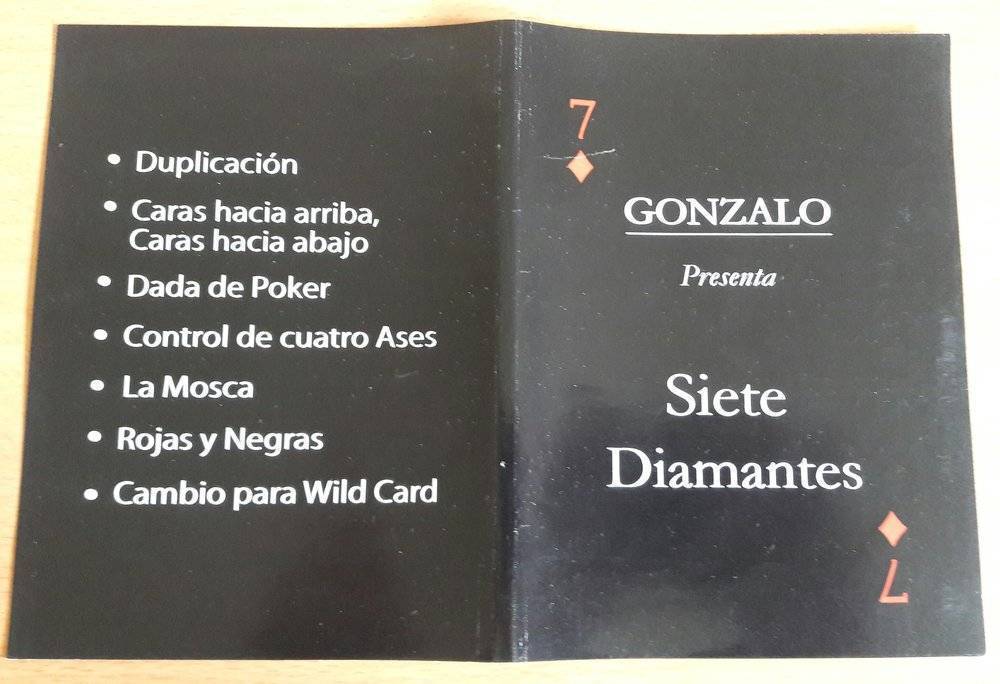 • Duplicación
• Caras hacia arriba,
Caras hacia abajo
• Dada de Poker
• Control de cuatro Ases
• La Mosca
• Rojas y Negras
• Cambio para Wild Card
7
GONZALO
Presenta
Siete
Diamantes
7